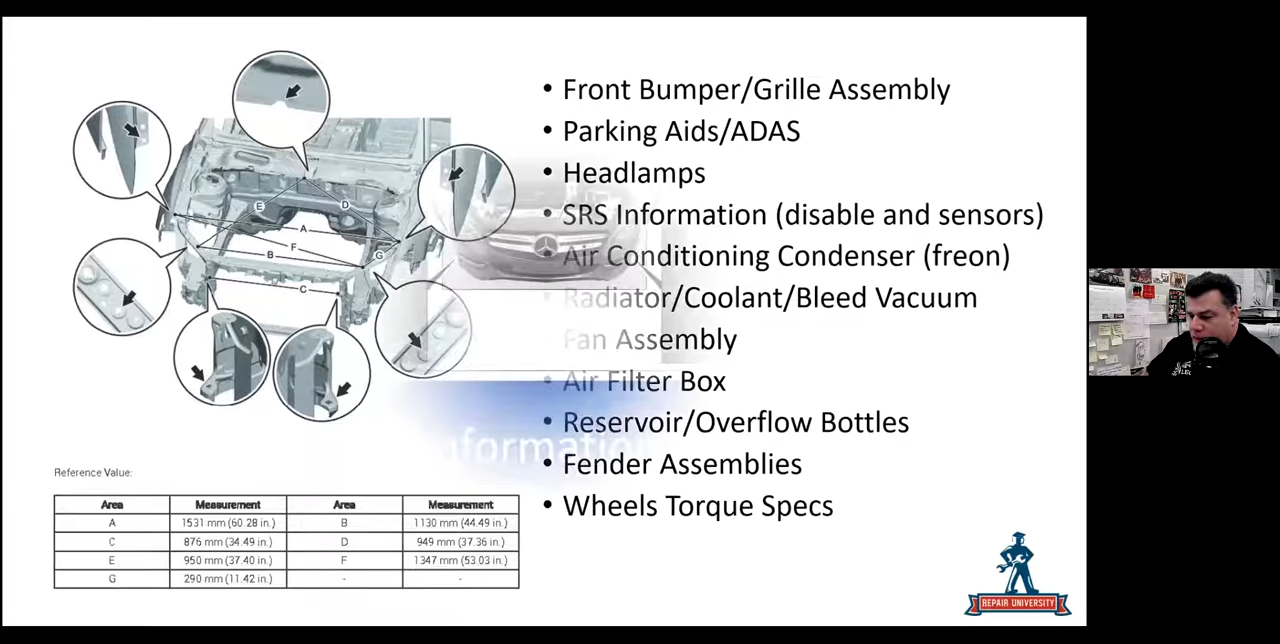 • Front Bumper/Grille Assembly
• Parking Aids/ADAS
• Headlamps
• SRS Information (disable and sensors)
• Air Conditioning Condenser (freon)
• Radiator/Coolant/Bleed Vacuum
• Fan Assembly
• Air Filter Box
• Reservoir/Overflow Bottles
• Fender Assemblies
• Wheels Torque Specs
E
D
A
F
B
G
C
nformation
Reference Value:
Area Measurement Area Measurement
A 1531 mm (60.28 in.) B 1130 mm (44.49 in.)
C 876 mm (34.49 in.) D 949 mm (37.36 in.)
E 950 mm (37.40 in.) F 1347 mm (53.03 in.)
G 290 mm (11.42 in.) - -
REPAIR UNIVERSITY